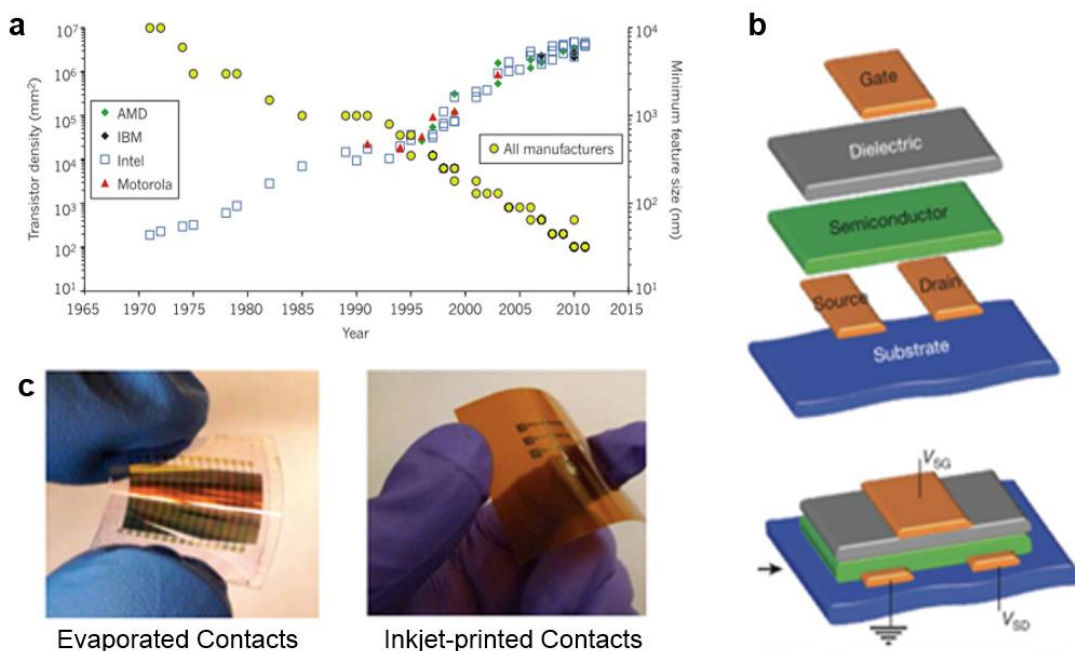 a
Transistor density (mm²)
10⁷
10⁶
10⁵
10⁴
10³
10²
10¹
AMD
IBM
Intel
Motorola
All manufacturers
10⁴
10³
10²
10¹
Minimum feature size (nm)
1965 1970 1975 1980 1985 1990 1995 2000 2005 2010 2015
Year
b
Gate
Dielectric
Semiconductor
Source
Drain
Substrate
V_SG
V_SD
c
Evaporated Contacts
Inkjet-printed Contacts